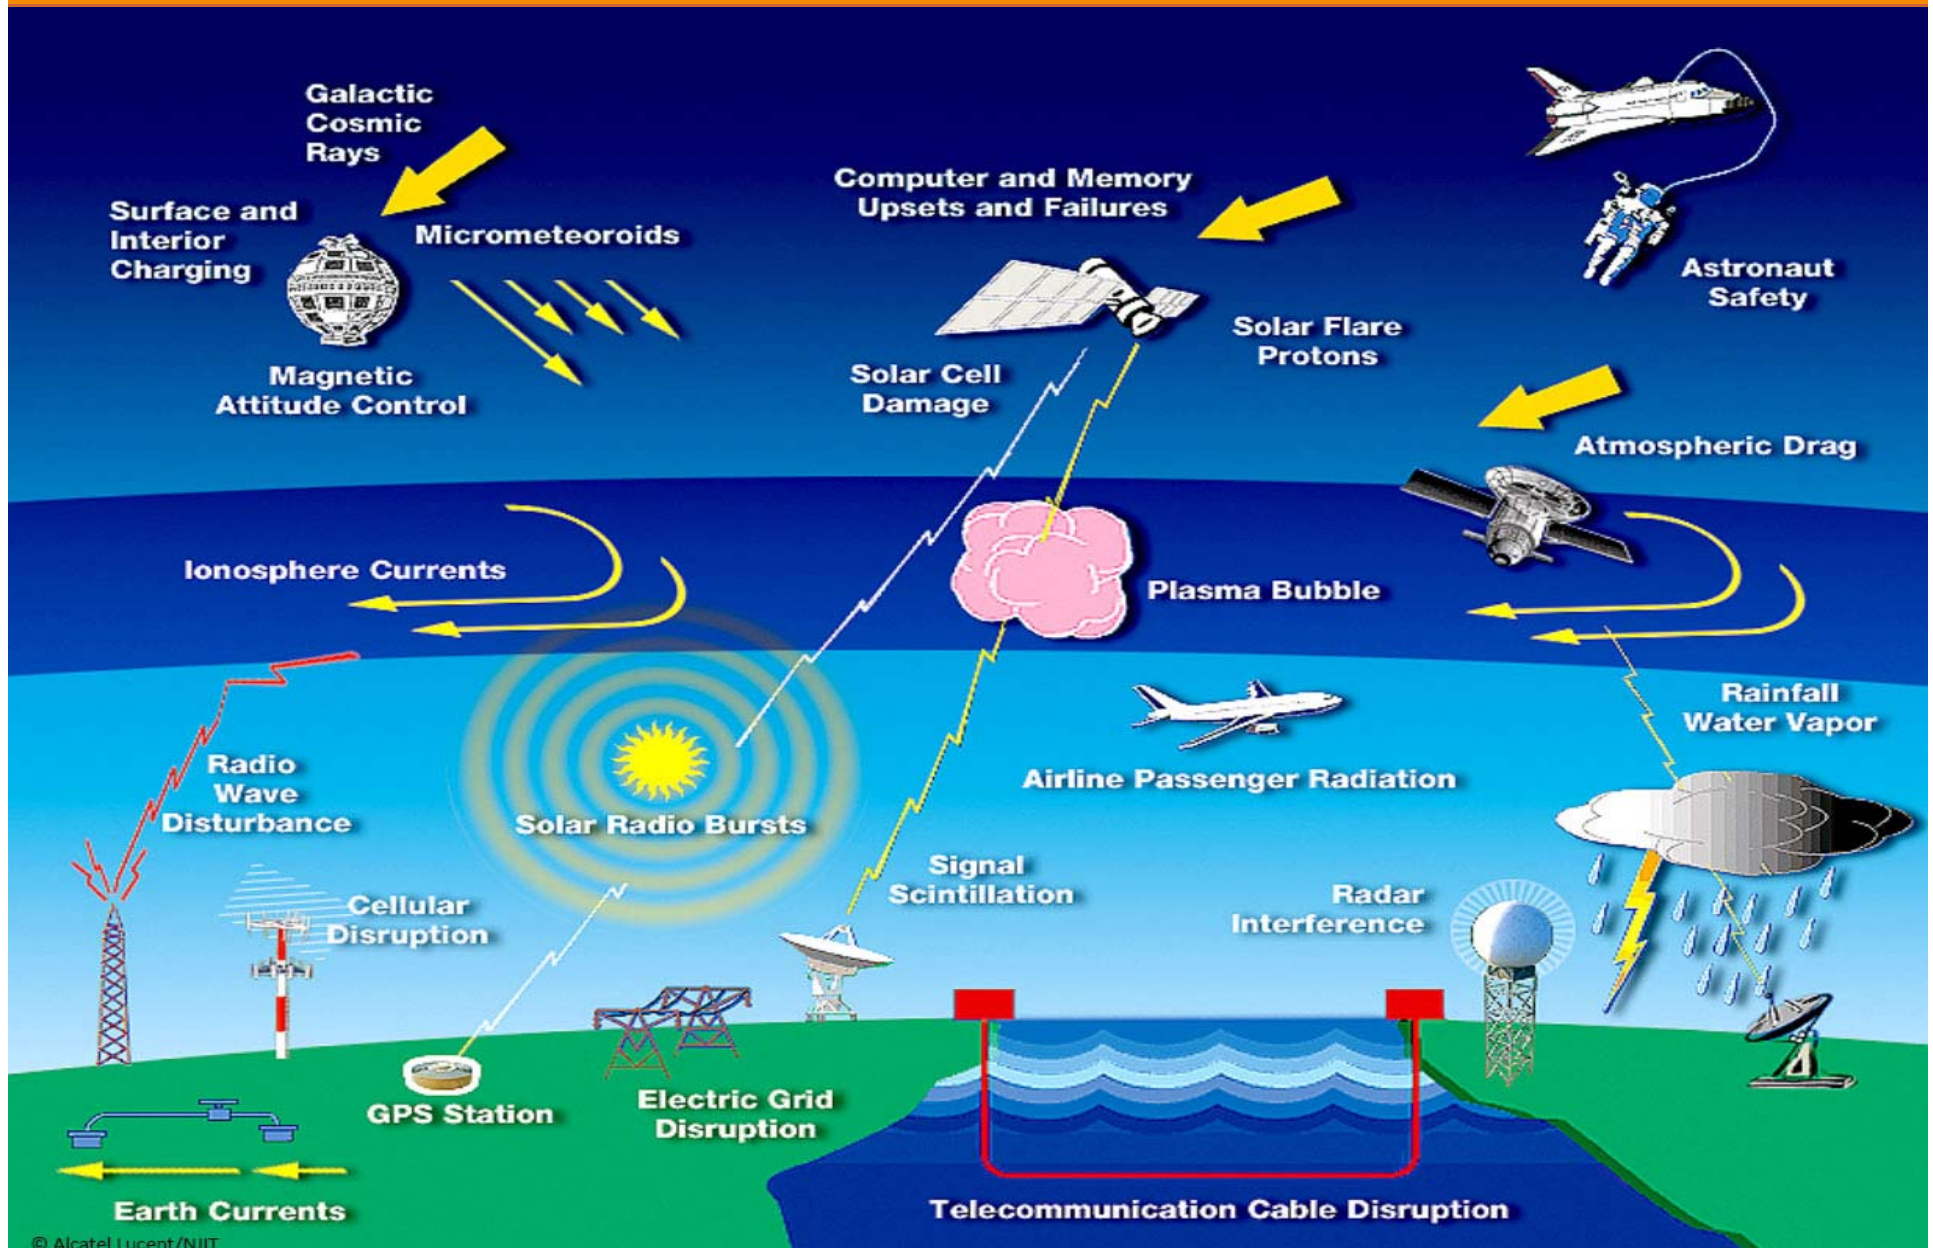 Galactic
Cosmic
Rays
Surface and
Interior
Charging
Micrometeoroids
Magnetic
Attitude Control
Computer and Memory
Upsets and Failures
Solar Cell
Damage
Solar Flare
Protons
Astronaut
Safety
Atmospheric Drag
Ionosphere Currents
Plasma Bubble
Rainfall
Water Vapor
Airline Passenger Radiation
Radio
Wave
Disturbance
Solar Radio Bursts
Signal
Scintillation
Cellular
Disruption
Radar
Interference
GPS Station
Electric Grid
Disruption
Earth Currents
Telecommunication Cable Disruption
© Alcatel Lucent/NJIT